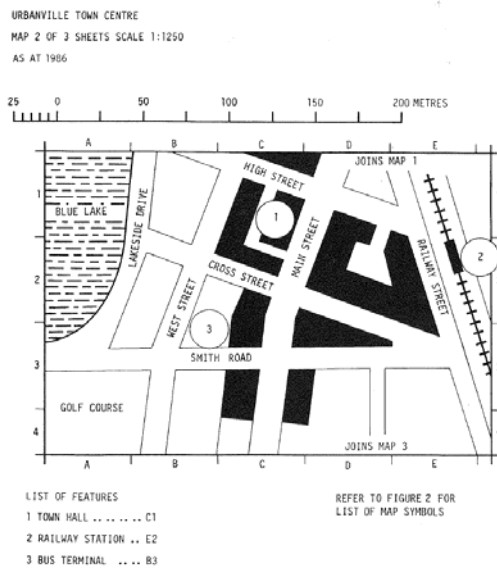 URBANVILLE TOWN CENTRE
MAP 2 OF 3 SHEETS SCALE 1:1250
AS AT 1986
25 0 50 100 150 200 METRES
A B C D E
JOINS MAP 1
HIGH STREET
1
BLUE LAKE
LAKESIDE DRIVE
1
MAIN STREET
RAILWAY STREET
2
2
CROSS STREET
WEST STREET
3
SMITH ROAD
3
GOLF COURSE
4
JOINS MAP 3
A B C D E
LIST OF FEATURES
1 TOWN HALL ........ C1
2 RAILWAY STATION .. E2
3 BUS TERMINAL .... B3
REFER TO FIGURE 2 FOR
LIST OF MAP SYMBOLS